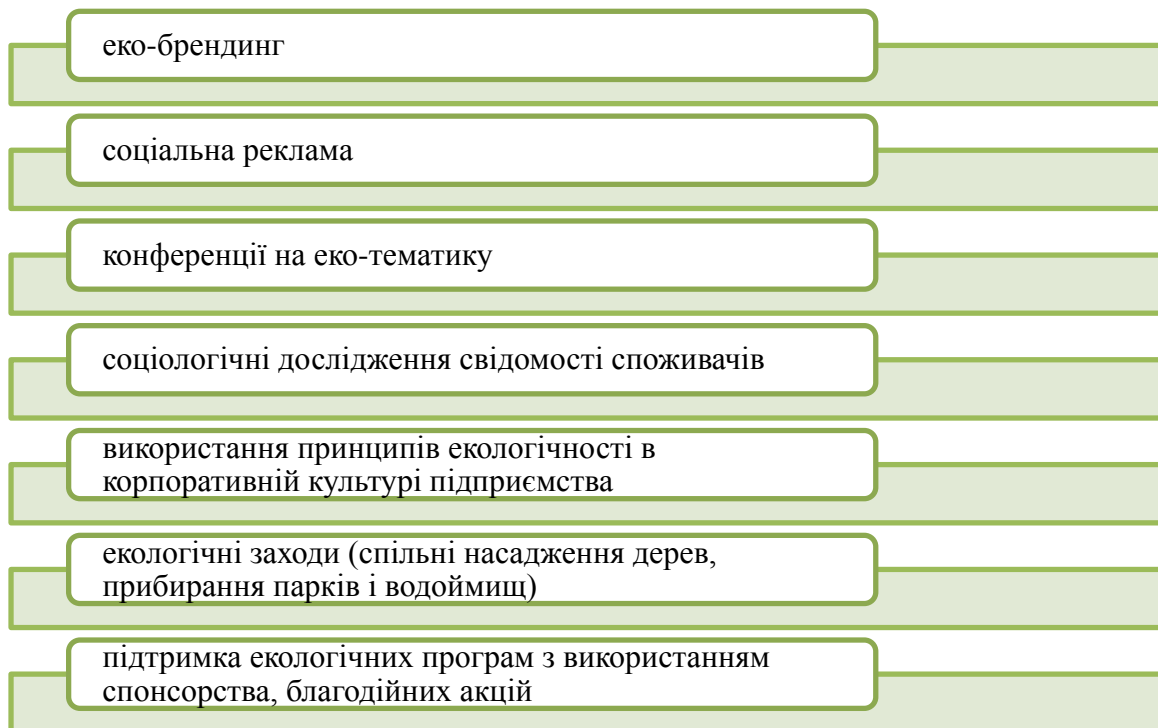 еко-брендинг
соціальна реклама
конференції на еко-тематику
соціологічні дослідження свідомості споживачів
використання принципів екологічності в
корпоративній культурі підприємства
екологічні заходи (спільні насадження дерев,
прибирання парків і водоймищ)
підтримка екологічних програм з використанням
спонсорства, благодійних акцій